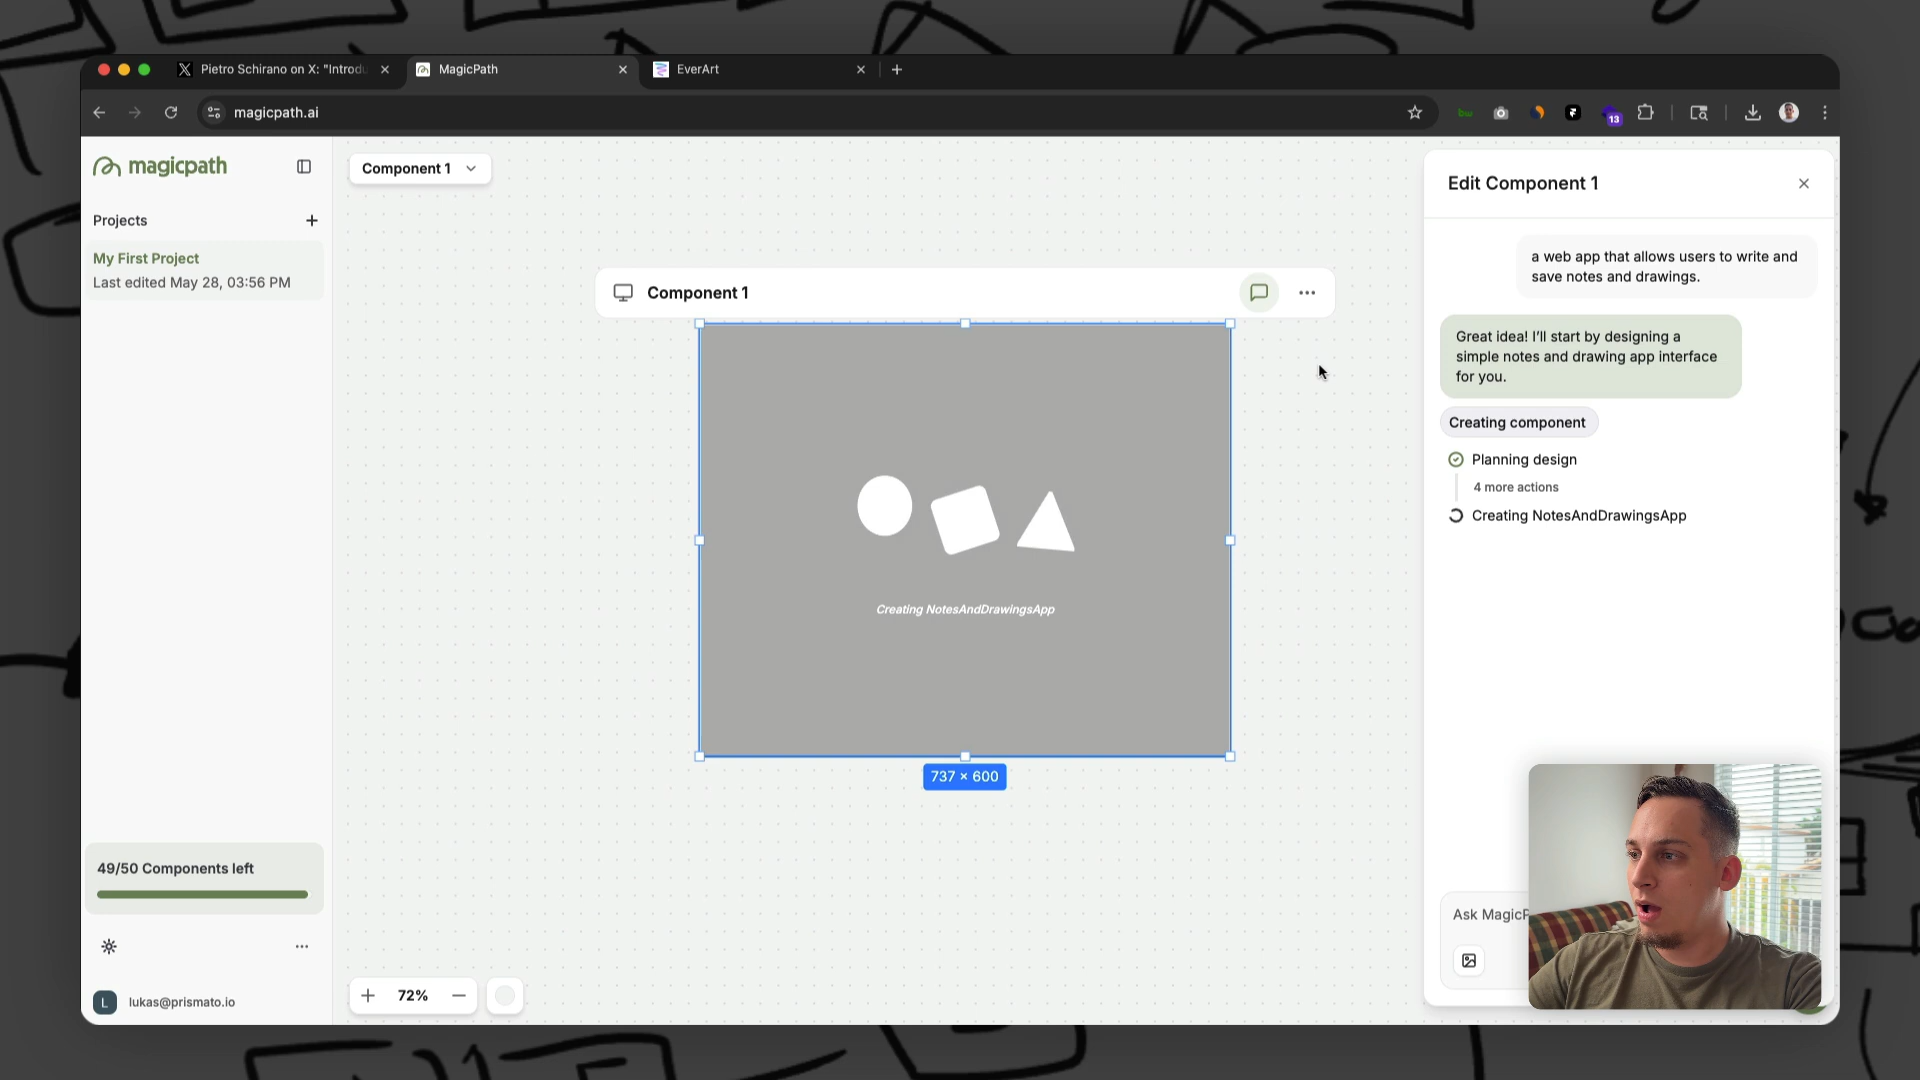 Pietro Schirano on X: "Introdu
MagicPath
EverArt
magicpath.ai
13
magicpath
Projects
My First Project
Last edited May 28, 03:56 PM
49/50 Components left
L
lukas@prismato.io
Component 1
Component 1
Creating NotesAndDrawingsApp
737 × 600
72%
Edit Component 1
a web app that allows users to write and
save notes and drawings.
Great idea! I'll start by designing a
simple notes and drawing app interface
for you.
Creating component
Planning design
4 more actions
Creating NotesAndDrawingsApp
Ask MagicP